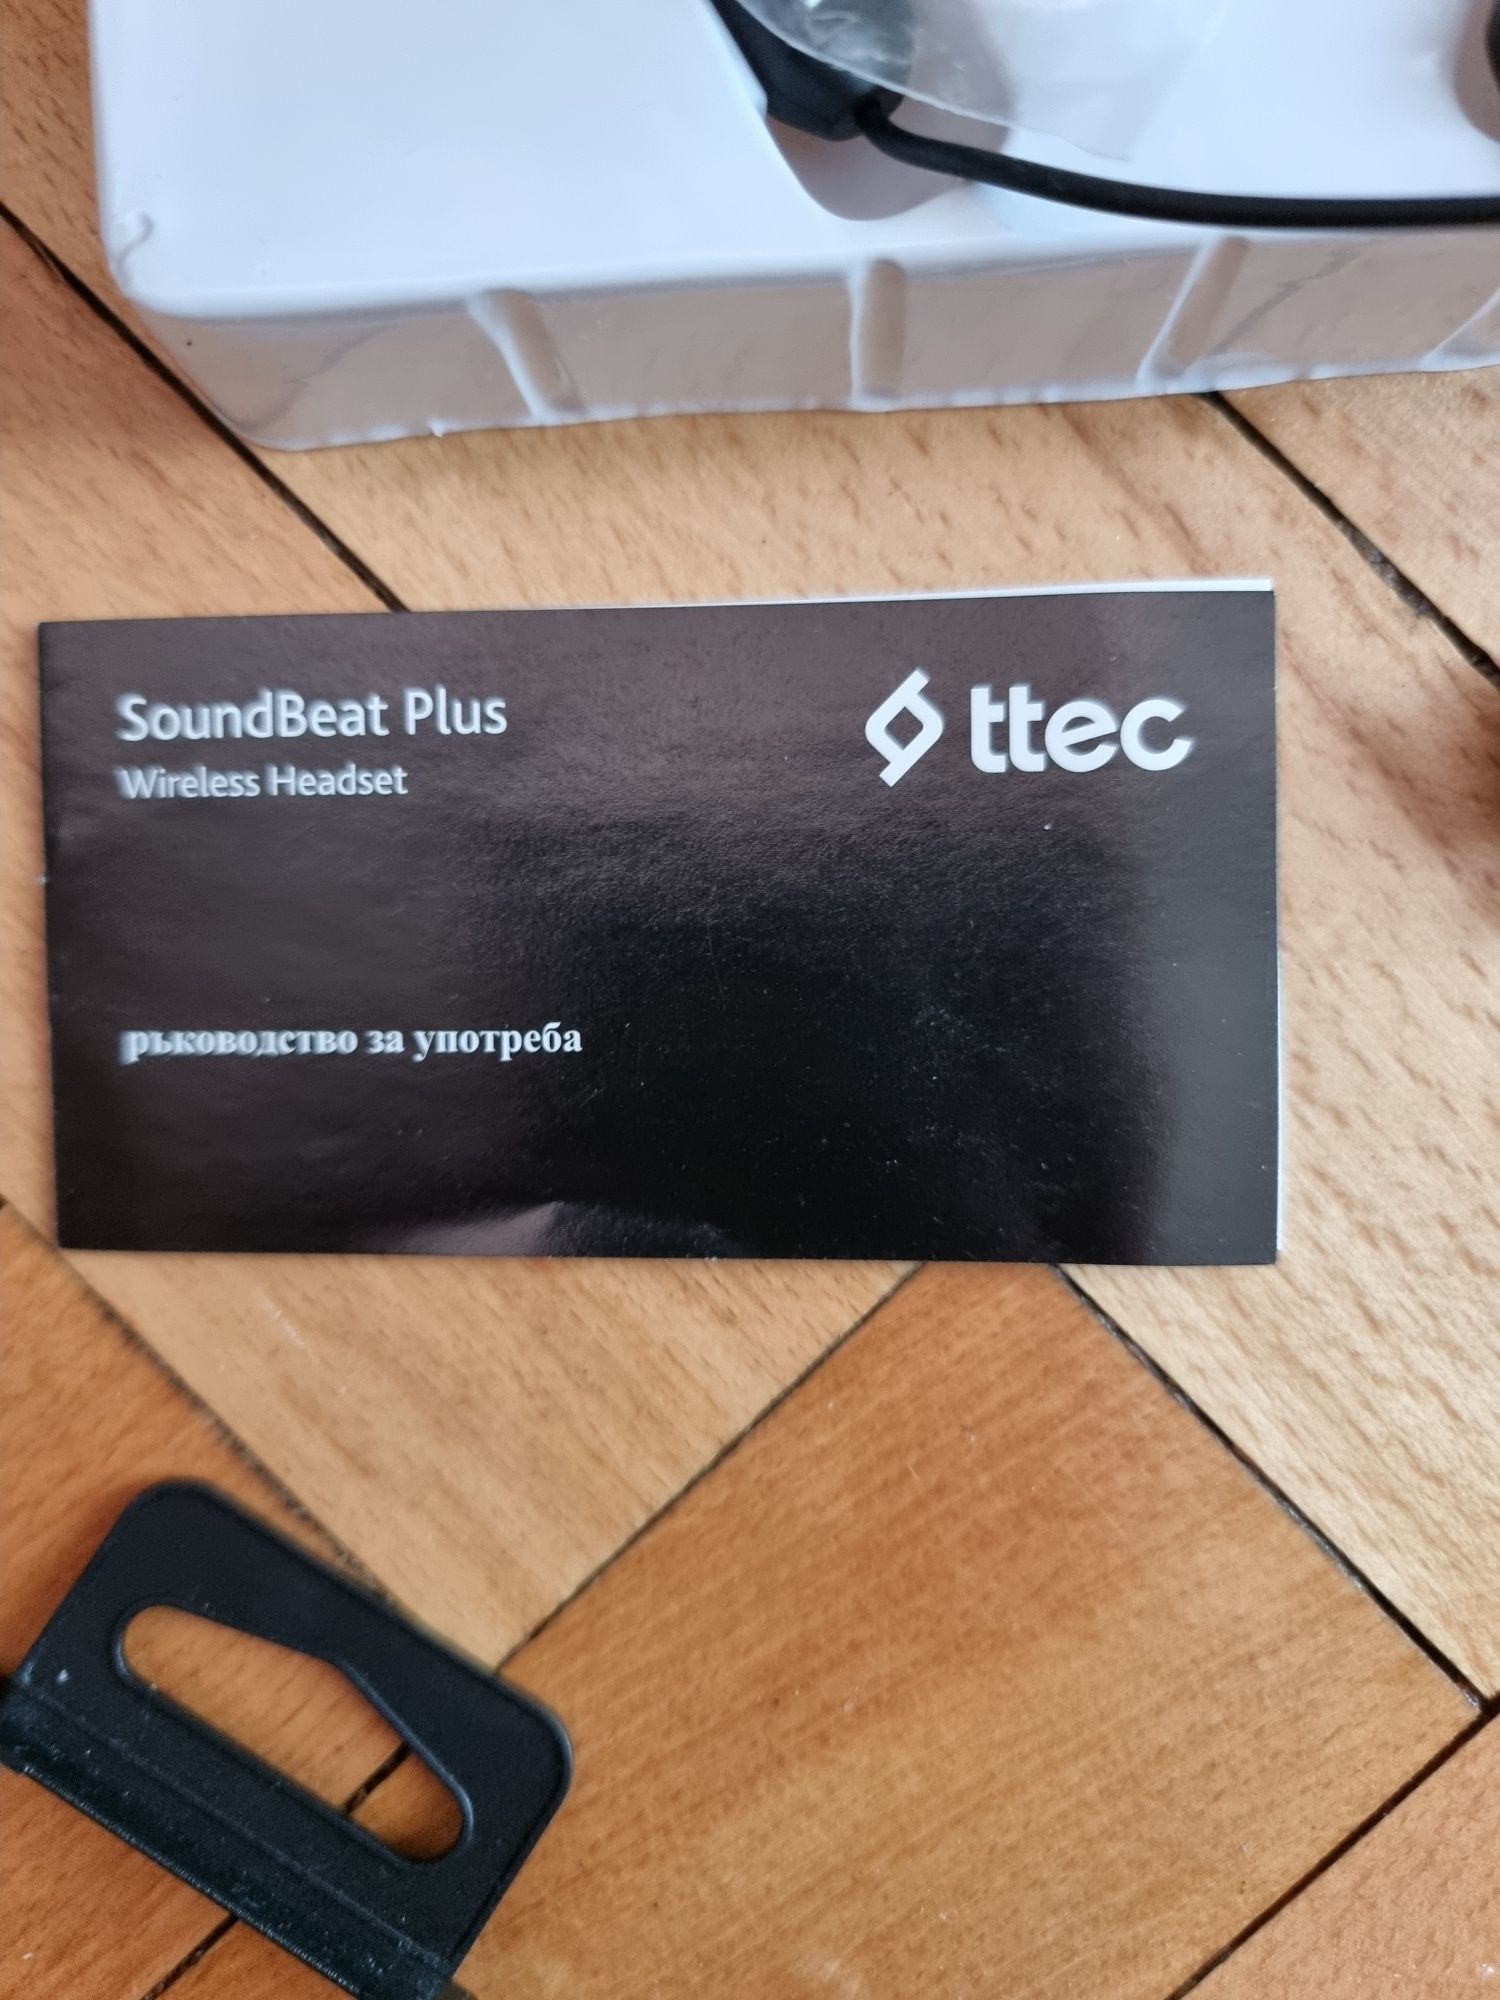 SoundBeat Plus
Wireless Headset
ttec
ръководство за употреба